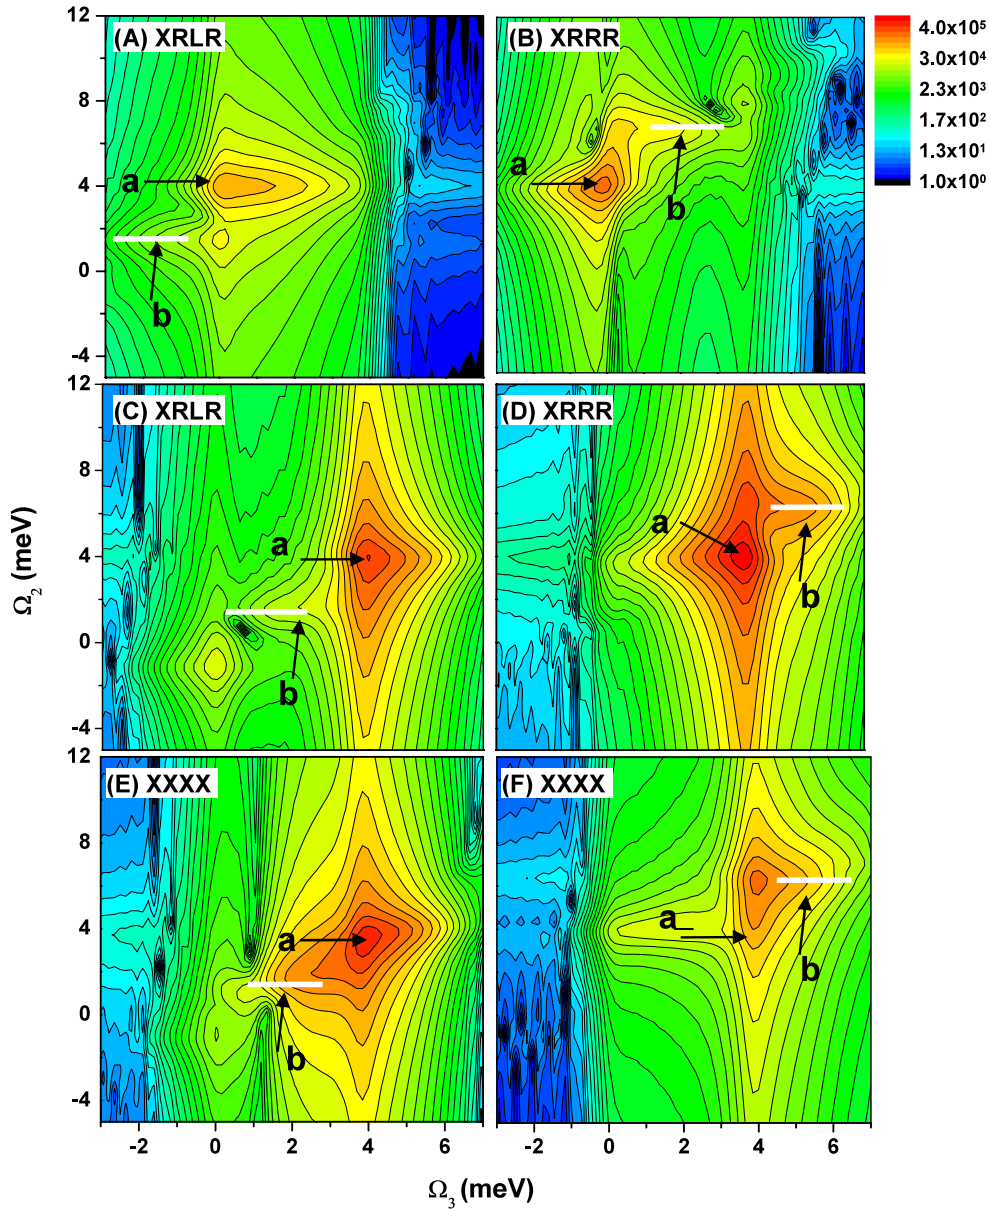 12
(A) XRLR
(B) XRRR
4.0x10⁵
3.0x10⁴
2.3x10³
1.7x10²
1.3x10¹
1.0x10⁰
8
a
a
4
b
0
b
-4
12
(C) XRLR
(D) XRRR
8
a
a
4
b
0
b
-4
12
(E) XXXX
(F) XXXX
8
a
a
4
b
0
b
-4
-2 0 2 4 6
-2 0 2 4 6
Ω₂ (meV)
Ω₃ (meV)